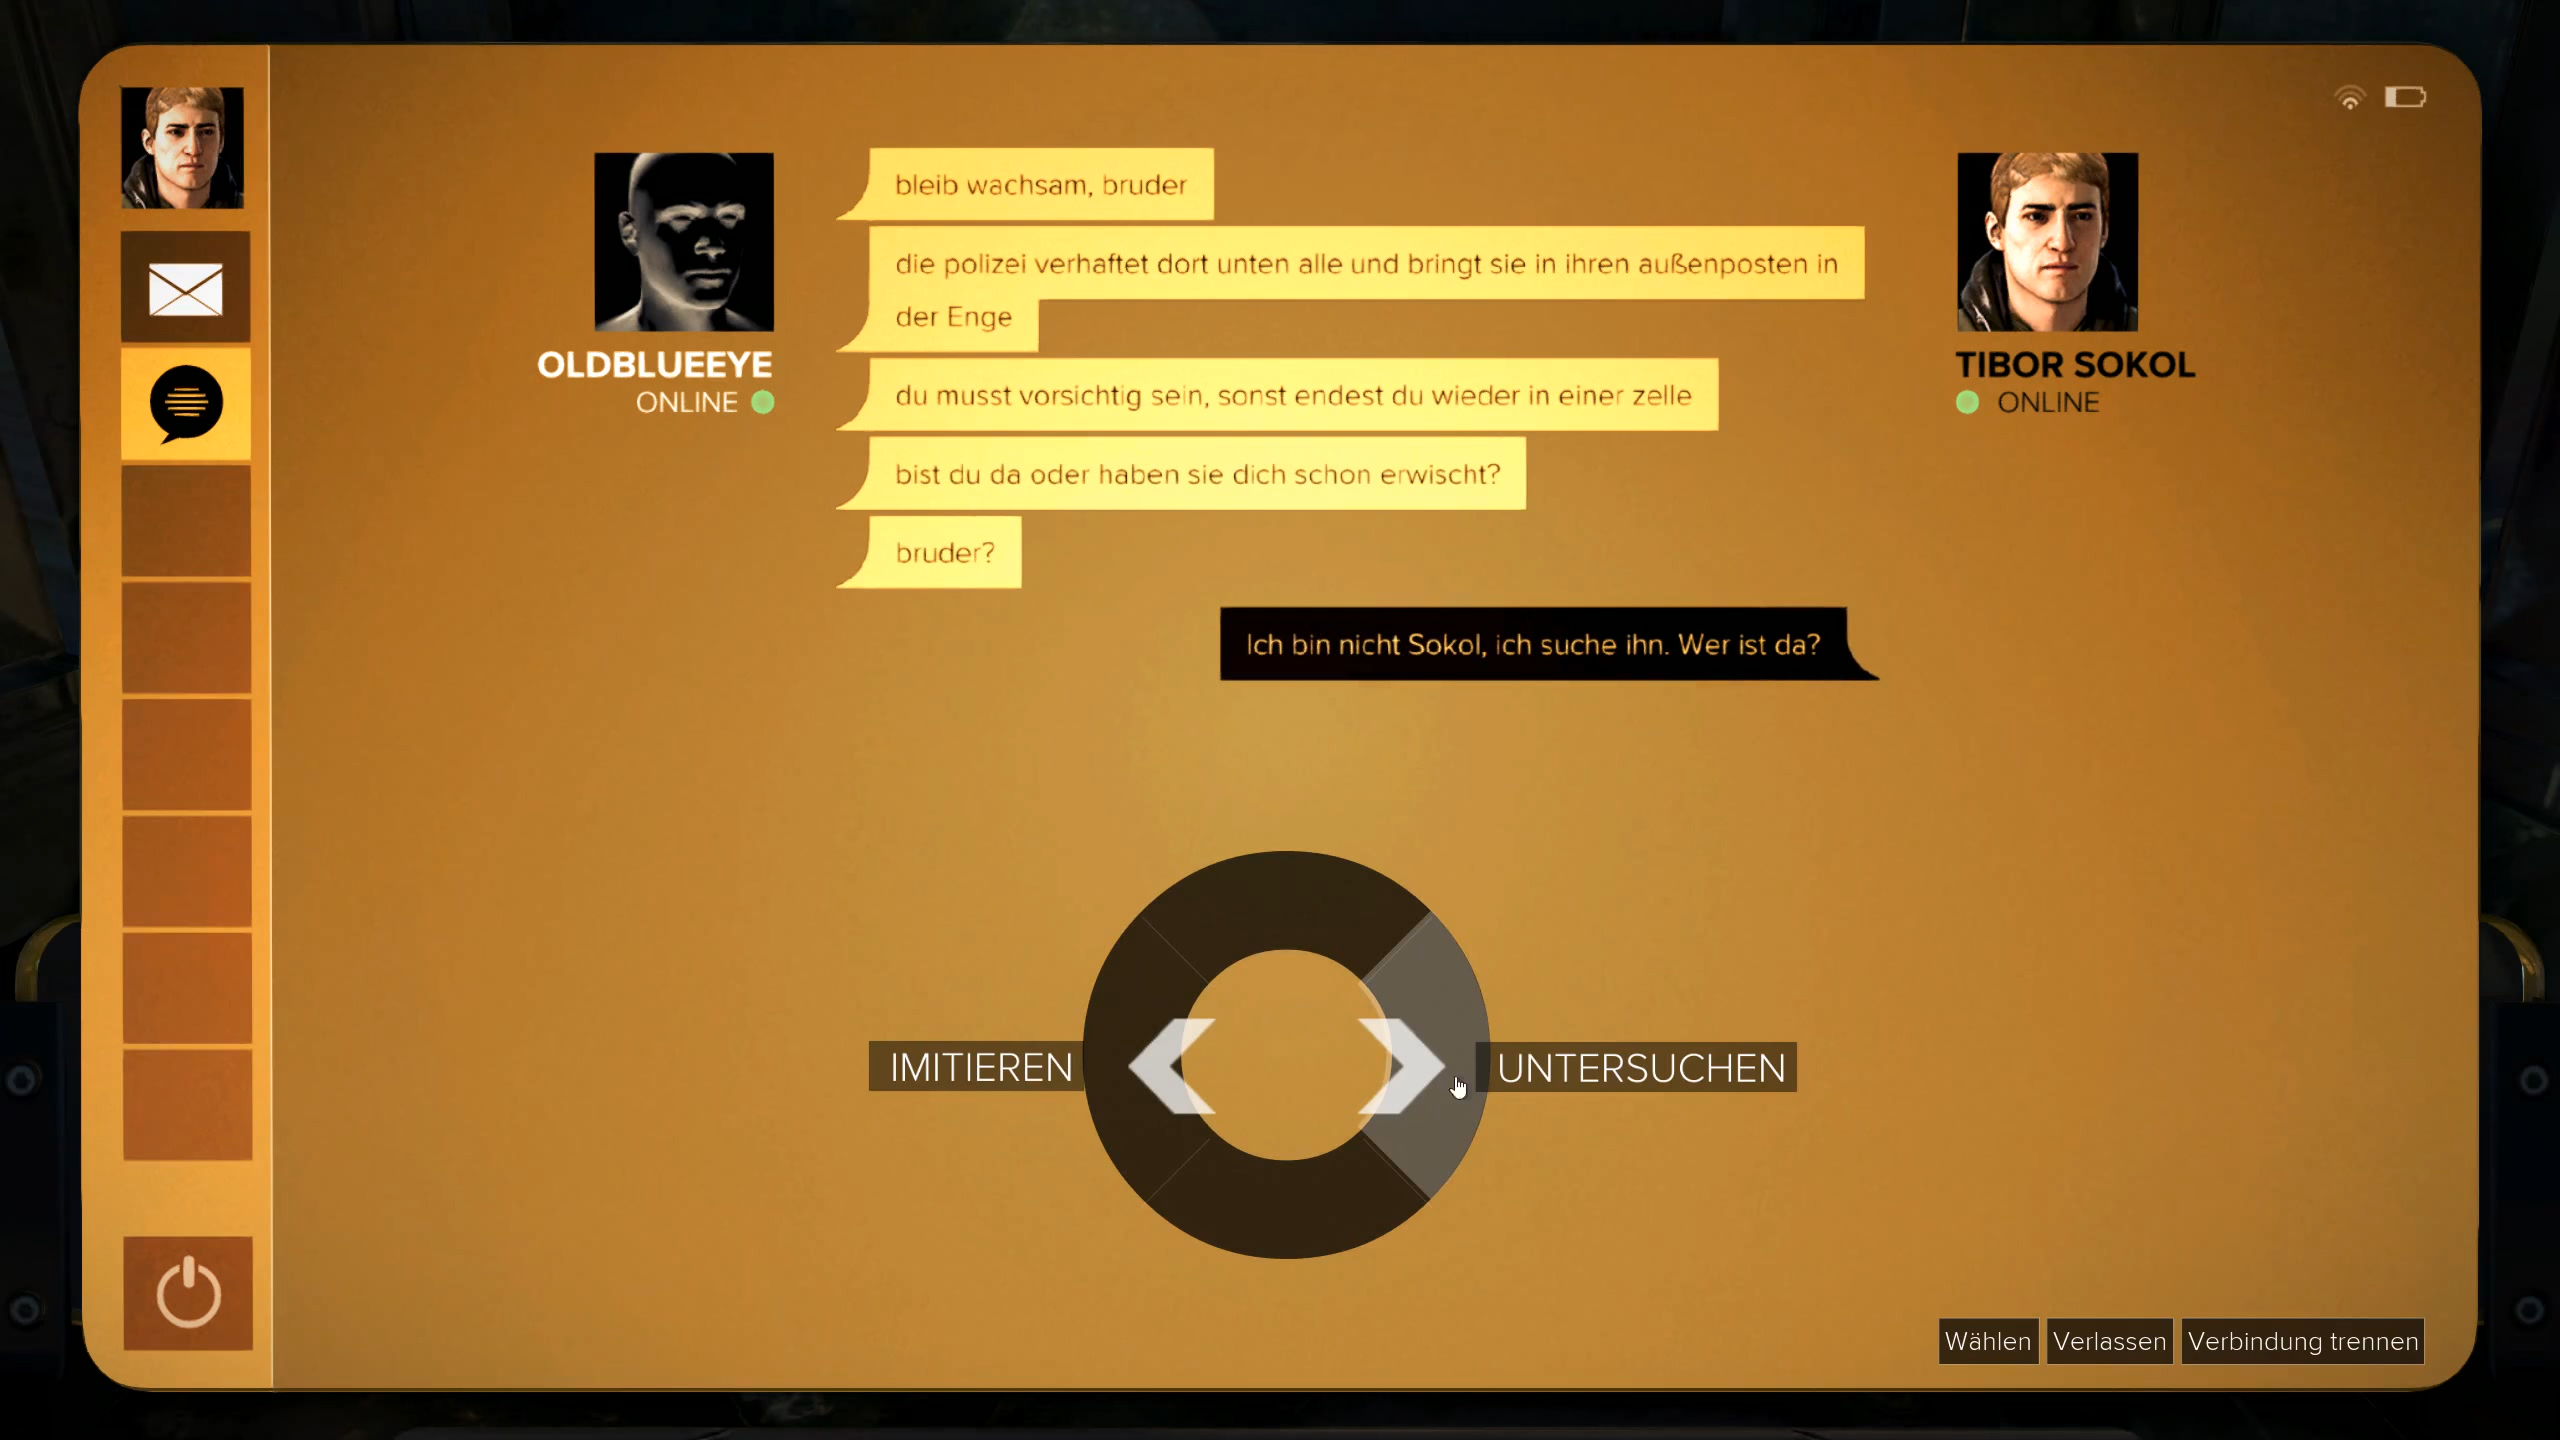 OLDBLUEEYE
ONLINE
bleib wachsam, bruder
die polizei verhaftet dort unten alle und bringt sie in ihren außenposten in
der Enge
du musst vorsichtig sein, sonst endest du wieder in einer zelle
bist du da oder haben sie dich schon erwischt?
bruder?
TIBOR SOKOL
ONLINE
Ich bin nicht Sokol, ich suche ihn. Wer ist da?
IMITIEREN
UNTERSUCHEN
Wählen
Verlassen
Verbindung trennen